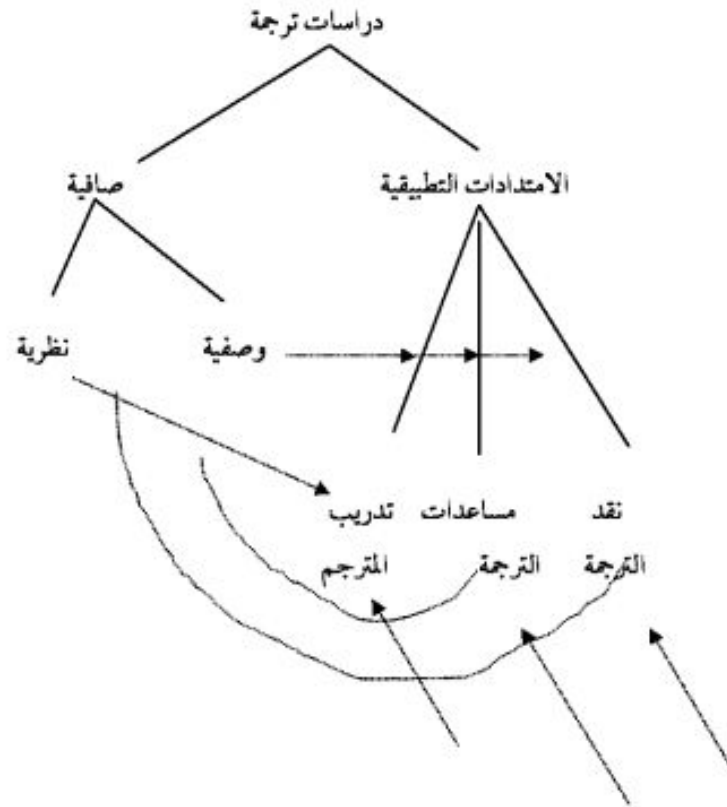 دراسات ترجمة
الامتدادات التطبيقية
صافية
وصفية
نظرية
نقد الترجمة
مساعدات الترجمة
تدريب المترجم